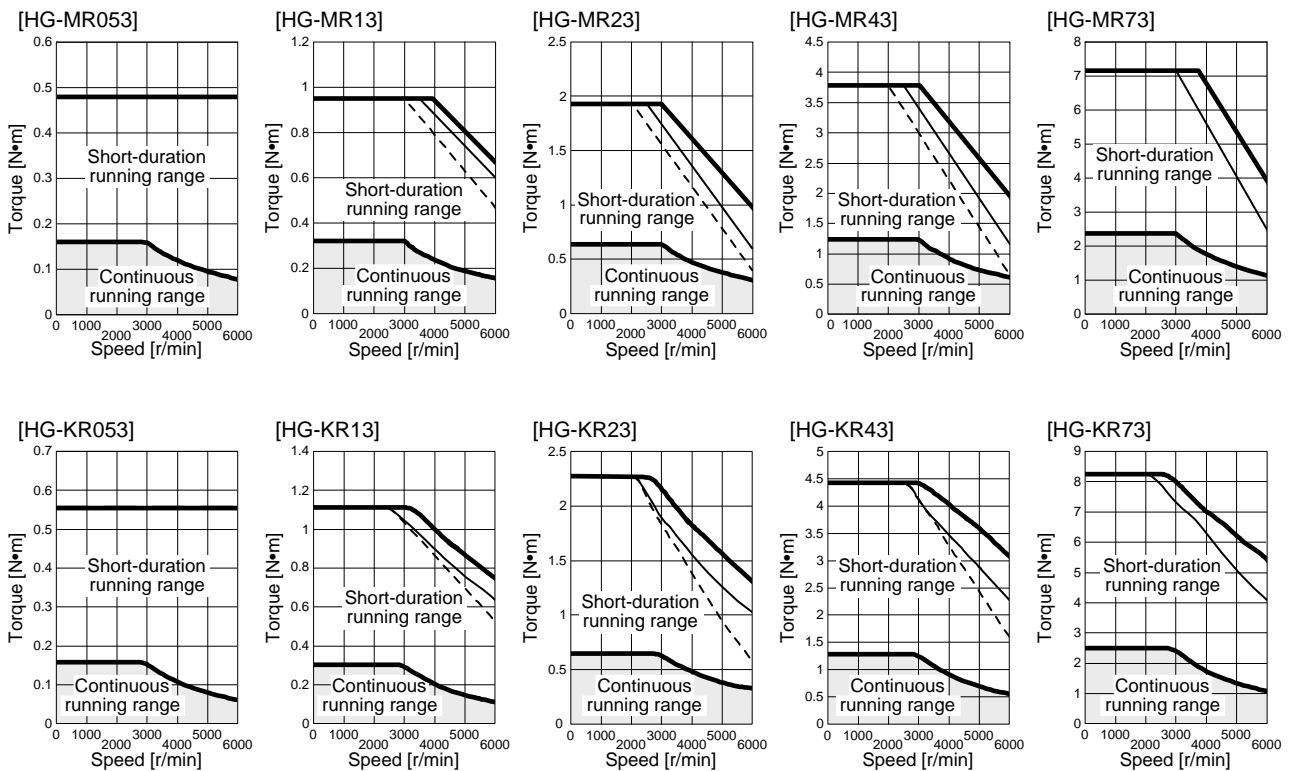 [HG-MR053]
0.6
0.5
0.4
0.3
0.2
0.1
0
Torque [N•m]
Short-duration
running range
Continuous
running range
0 1000 3000 5000
2000 4000 6000
Speed [r/min]
[HG-MR13]
1.2
1
0.8
0.6
0.4
0.2
0
Torque [N•m]
Short-duration
running range
Continuous
running range
0 1000 3000 5000
2000 4000 6000
Speed [r/min]
[HG-MR23]
2.5
2
1.5
1
0.5
0
Torque [N•m]
Short-duration
running range
Continuous
running range
0 1000 3000 5000
2000 4000 6000
Speed [r/min]
[HG-MR43]
4.5
4
3.5
3
2.5
2
1.5
1
0.5
0
Torque [N•m]
Short-duration
running range
Continuous
running range
0 1000 3000 5000
2000 4000 6000
Speed [r/min]
[HG-MR73]
8
7
6
5
4
3
2
1
0
Torque [N•m]
Short-duration
running range
Continuous
running range
0 1000 3000 5000
2000 4000 6000
Speed [r/min]
[HG-KR053]
0.7
0.6
0.5
0.4
0.3
0.2
0.1
0
Torque [N•m]
Short-duration
running range
Continuous
running range
0 1000 3000 5000
2000 4000 6000
Speed [r/min]
[HG-KR13]
1.4
1.2
1.0
0.8
0.6
0.4
0.2
0
Torque [N•m]
Short-duration
running range
Continuous
running range
0 1000 3000 5000
2000 4000 6000
Speed [r/min]
[HG-KR23]
2.5
2
1.5
1
0.5
0
Torque [N•m]
Short-duration
running range
Continuous
running range
0 1000 3000 5000
2000 4000 6000
Speed [r/min]
[HG-KR43]
5
4.5
4
3.5
3
2.5
2
1.5
1
0.5
0
Torque [N•m]
Short-duration
running range
Continuous
running range
0 1000 3000 5000
2000 4000 6000
Speed [r/min]
[HG-KR73]
9
8
7
6
5
4
3
2
1
0
Torque [N•m]
Short-duration
running range
Continuous
running range
0 1000 3000 5000
2000 4000 6000
Speed [r/min]